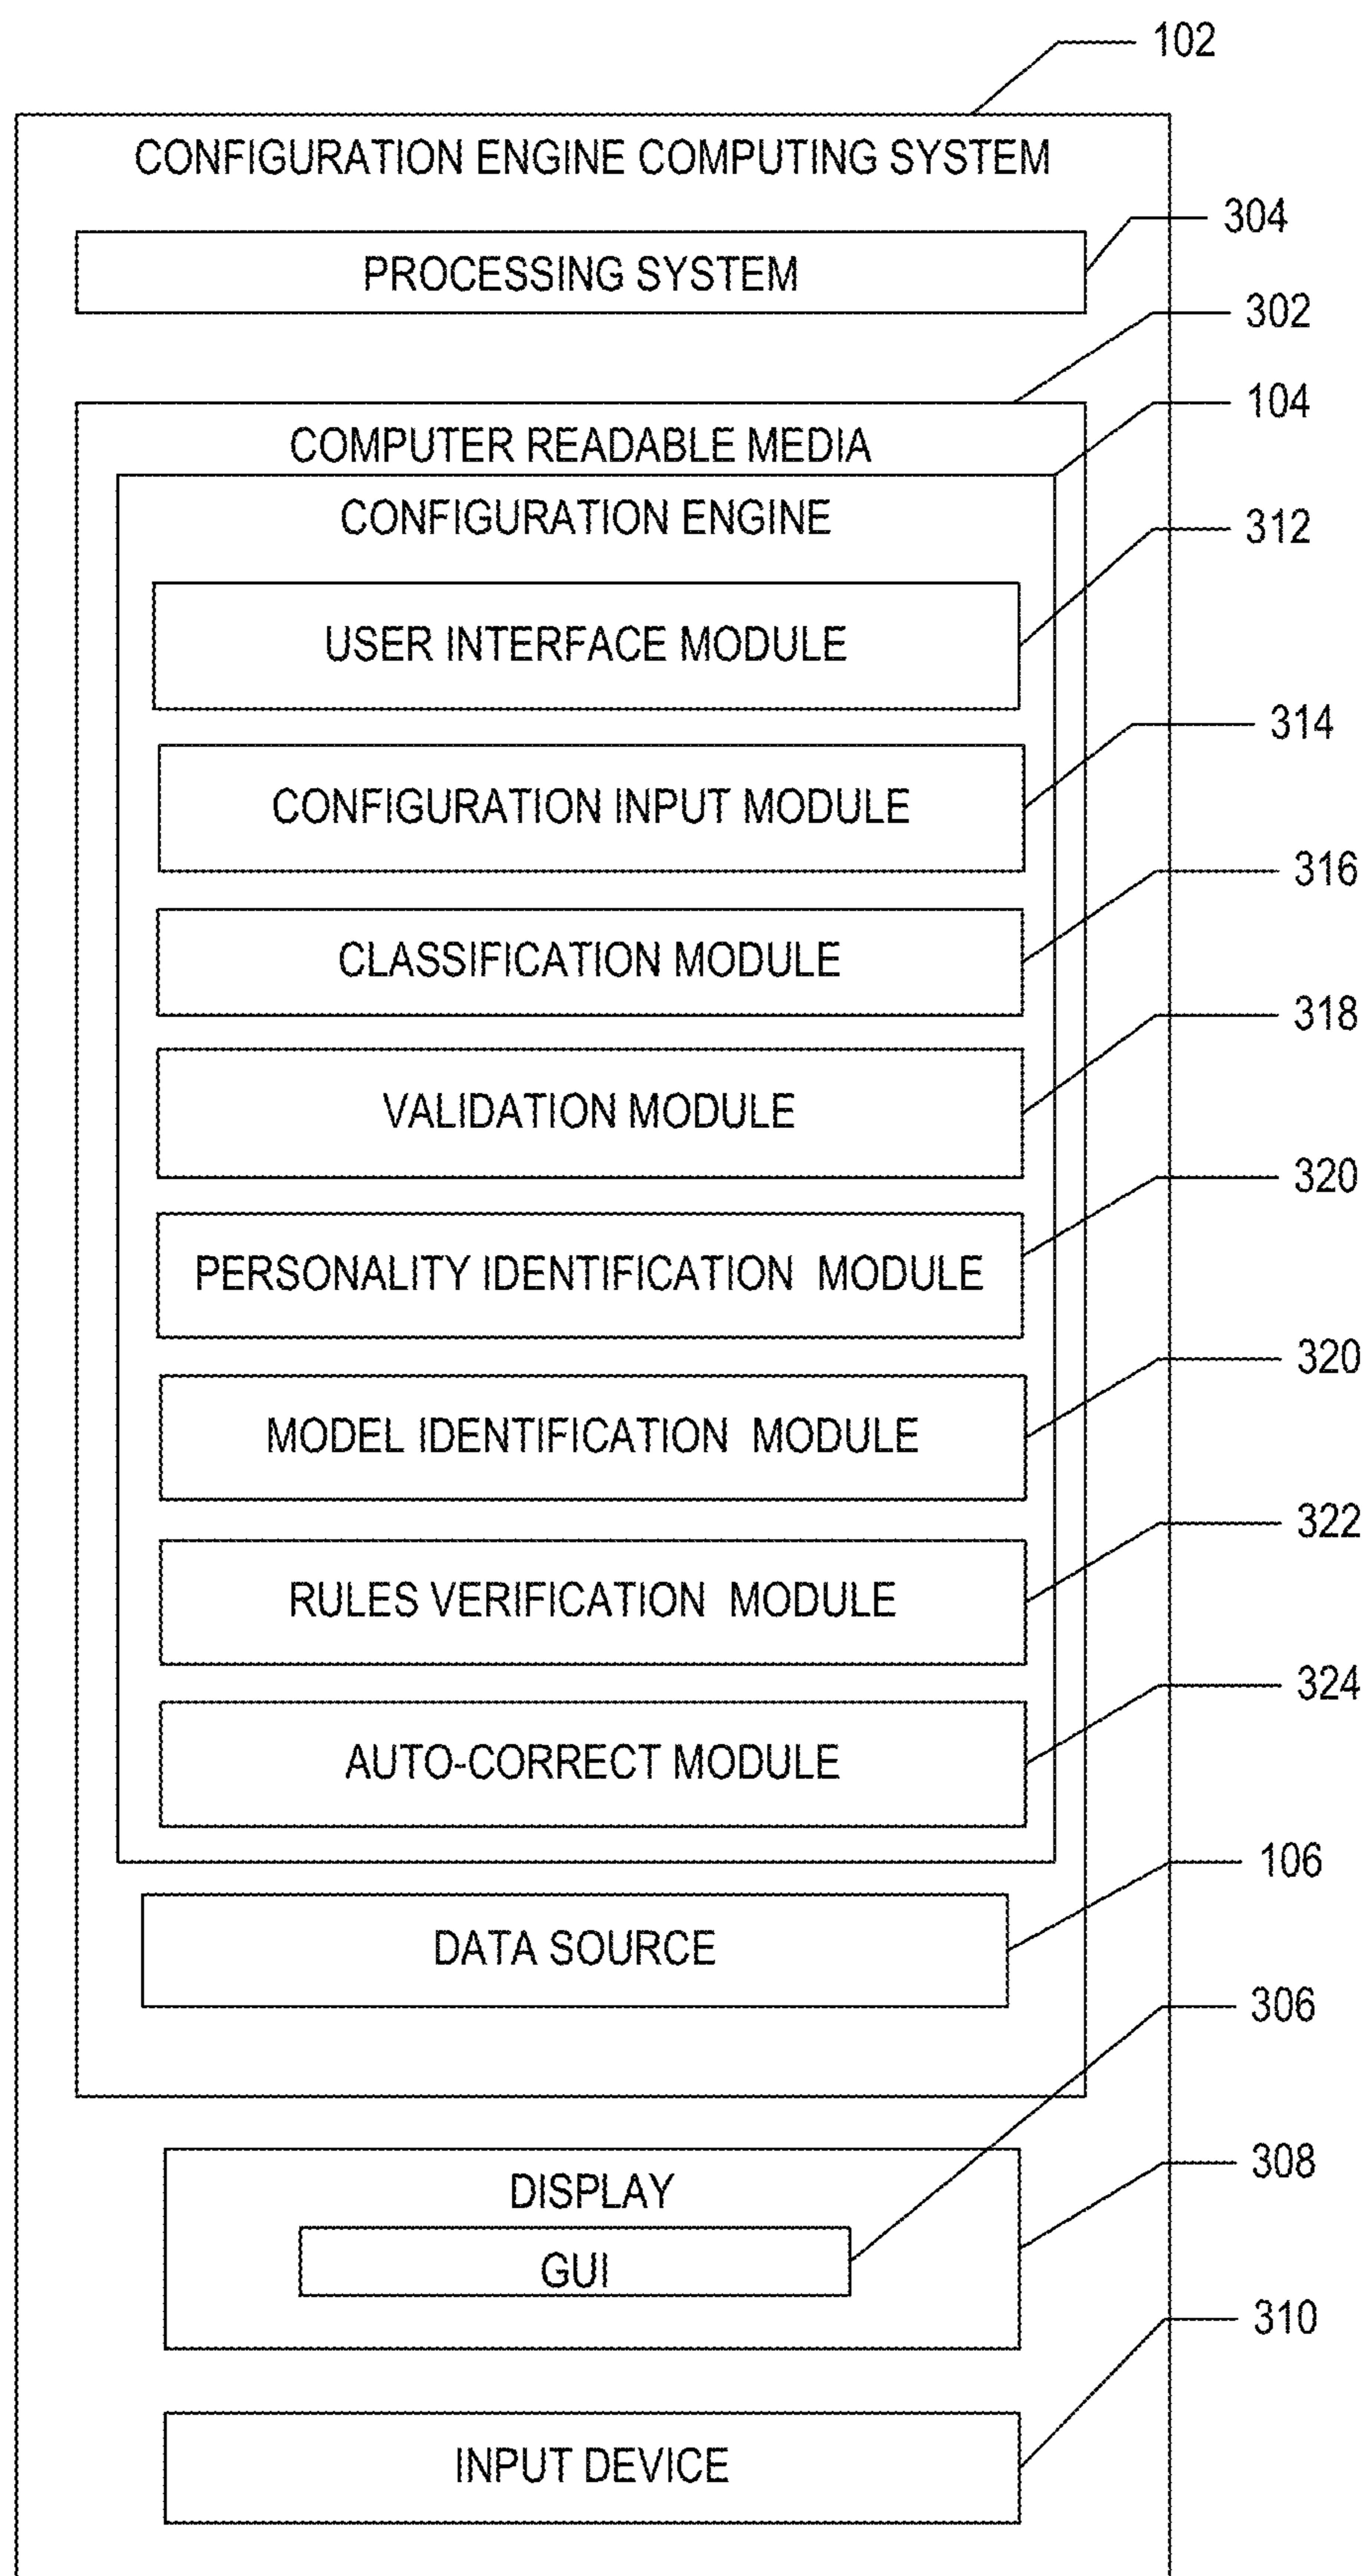 102
CONFIGURATION ENGINE COMPUTING SYSTEM
304
PROCESSING SYSTEM
302
104
COMPUTER READABLE MEDIA
CONFIGURATION ENGINE
312
USER INTERFACE MODULE
314
CONFIGURATION INPUT MODULE
316
CLASSIFICATION MODULE
318
VALIDATION MODULE
320
PERSONALITY IDENTIFICATION MODULE
320
MODEL IDENTIFICATION MODULE
322
RULES VERIFICATION MODULE
324
AUTO-CORRECT MODULE
106
DATA SOURCE
306
308
DISPLAY
GUI
310
INPUT DEVICE